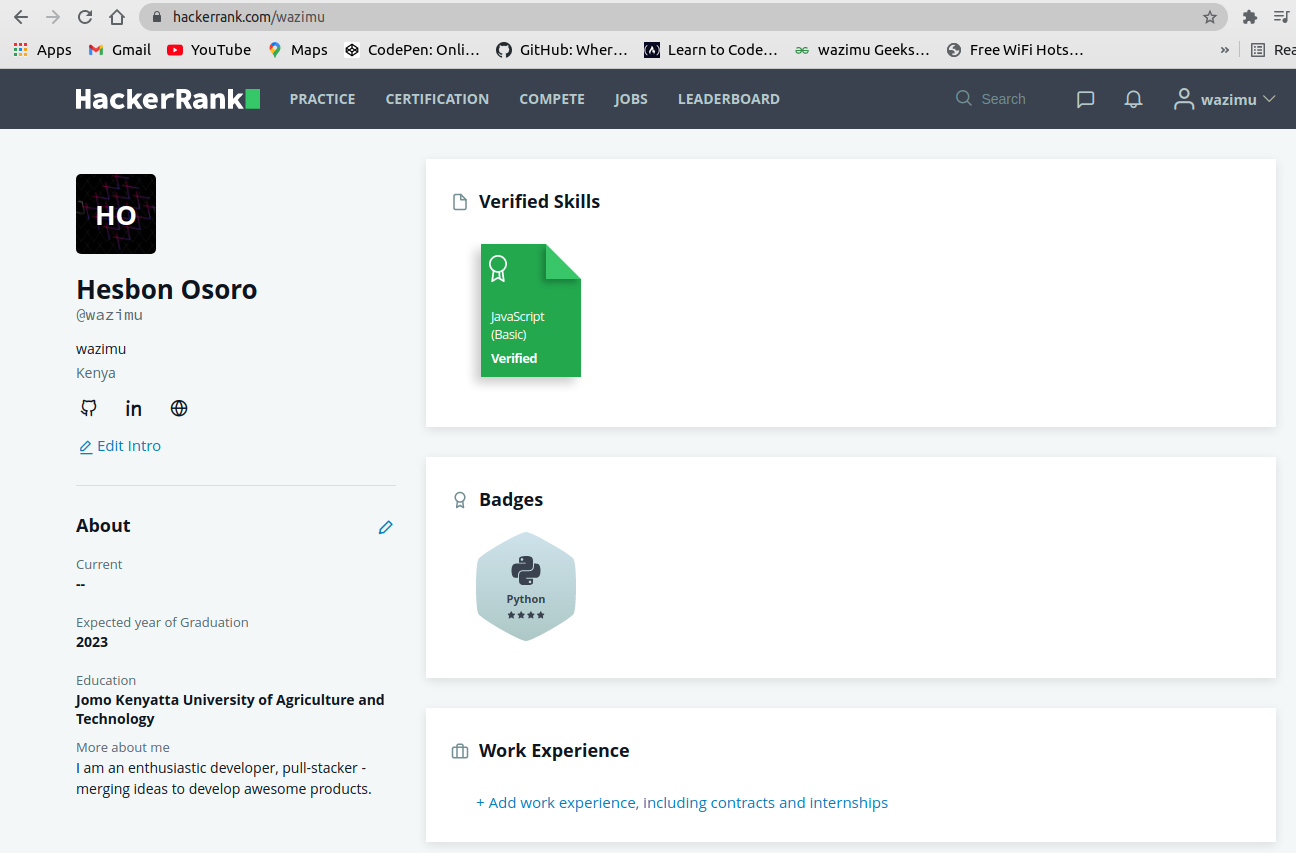 hackerrank.com/wazimu
Apps Gmail YouTube Maps CodePen: Onli... GitHub: Wher... Learn to Code... wazimu Geeks... Free WiFi Hots... » Rea
HackerRank PRACTICE CERTIFICATION COMPETE JOBS LEADERBOARD Search wazimu
HO
Hesbon Osoro
@wazimu
wazimu
Kenya
in
Edit Intro
About
Current
--
Expected year of Graduation
2023
Education
Jomo Kenyatta University of Agriculture and
Technology
More about me
I am an enthusiastic developer, pull-stacker -
merging ideas to develop awesome products.
Verified Skills
JavaScript
(Basic)
Verified
Badges
Python
Work Experience
+ Add work experience, including contracts and internships